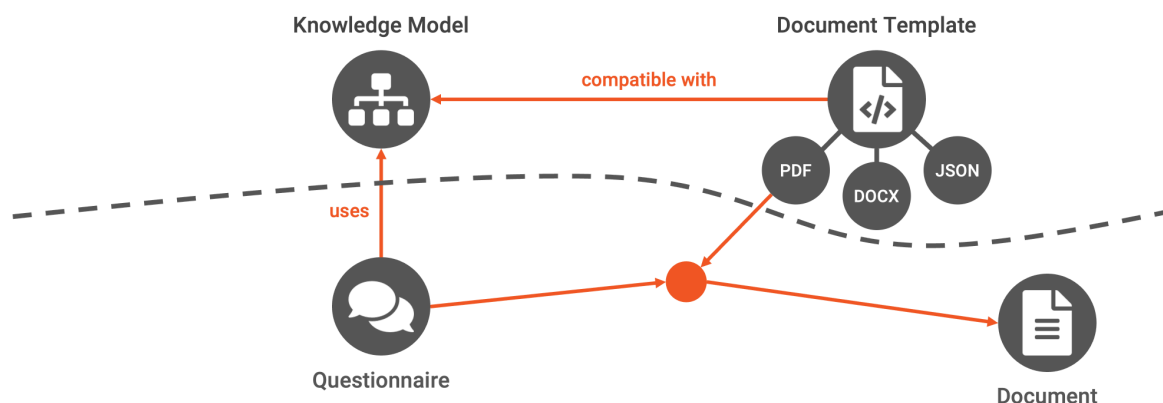 Knowledge Model
Document Template
compatible with
</>
PDF
JSON
DOCX
uses
Questionnaire
Document